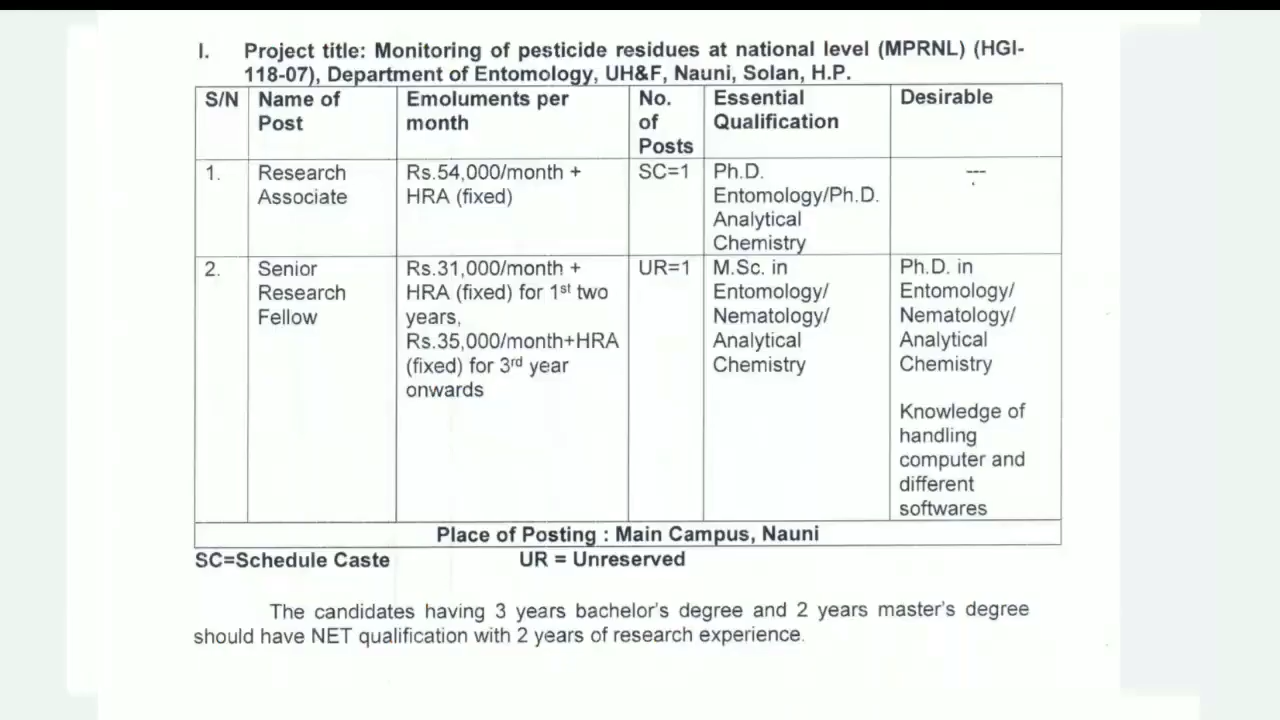 I. Project title: Monitoring of pesticide residues at national level (MPRNL) (HGI-
118-07), Department of Entomology, UH&F, Nauni, Solan, H.P.
S/N Name of Post Emoluments per month No. of Posts Essential Qualification Desirable
1. Research Associate Rs.54,000/month + HRA (fixed) SC=1 Ph.D. Entomology/Ph.D. Analytical Chemistry ---
2. Senior Research Fellow Rs.31,000/month + HRA (fixed) for 1st two years, Rs.35,000/month+HRA (fixed) for 3rd year onwards UR=1 M.Sc. in Entomology/ Nematology/ Analytical Chemistry Ph.D. in Entomology/ Nematology/ Analytical Chemistry Knowledge of handling computer and different softwares
Place of Posting : Main Campus, Nauni
SC=Schedule Caste UR = Unreserved
The candidates having 3 years bachelor's degree and 2 years master's degree
should have NET qualification with 2 years of research experience.